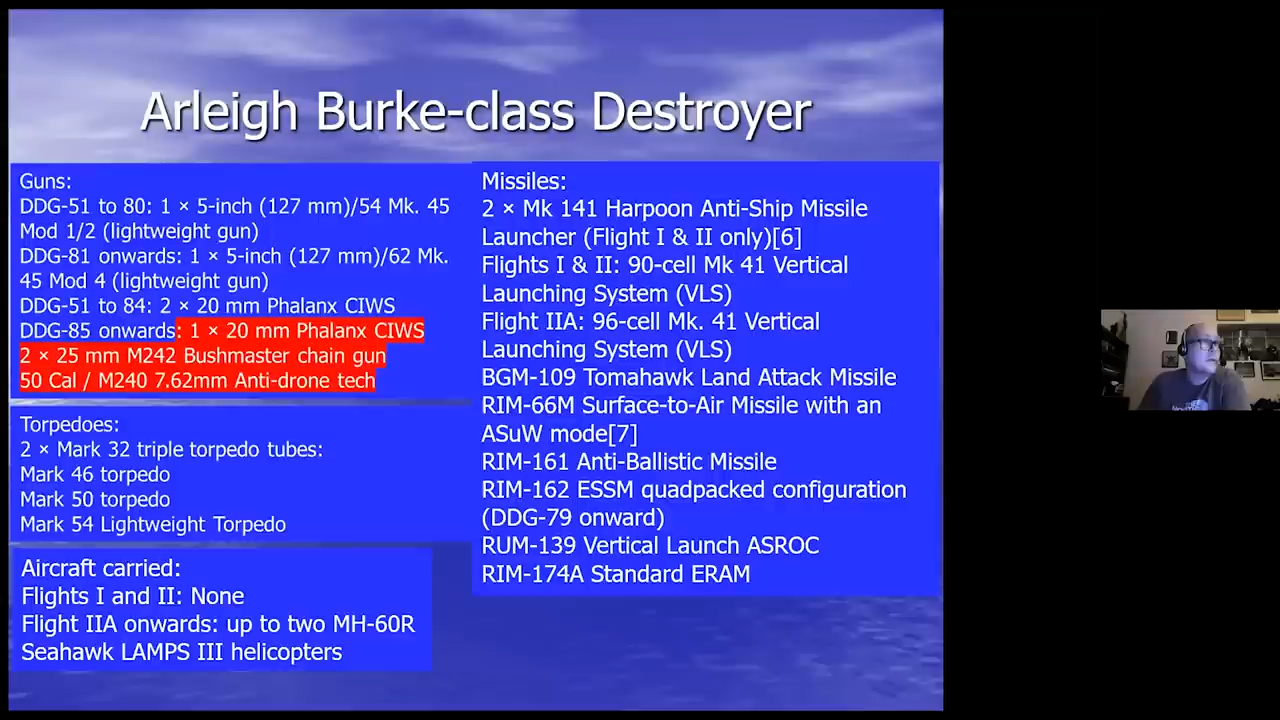 Arleigh Burke-class Destroyer
Guns:
DDG-51 to 80: 1 × 5-inch (127 mm)/54 Mk. 45
Mod 1/2 (lightweight gun)
DDG-81 onwards: 1 × 5-inch (127 mm)/62 Mk.
45 Mod 4 (lightweight gun)
DDG-51 to 84: 2 × 20 mm Phalanx CIWS
DDG-85 onwards: 1 × 20 mm Phalanx CIWS
2 × 25 mm M242 Bushmaster chain gun
50 Cal / M240 7.62mm Anti-drone tech
Torpedoes:
2 × Mark 32 triple torpedo tubes:
Mark 46 torpedo
Mark 50 torpedo
Mark 54 Lightweight Torpedo
Aircraft carried:
Flights I and II: None
Flight IIA onwards: up to two MH-60R
Seahawk LAMPS III helicopters
Missiles:
2 × Mk 141 Harpoon Anti-Ship Missile
Launcher (Flight I & II only)[6]
Flights I & II: 90-cell Mk 41 Vertical
Launching System (VLS)
Flight IIA: 96-cell Mk. 41 Vertical
Launching System (VLS)
BGM-109 Tomahawk Land Attack Missile
RIM-66M Surface-to-Air Missile with an
ASuW mode[7]
RIM-161 Anti-Ballistic Missile
RIM-162 ESSM quadpacked configuration
(DDG-79 onward)
RUM-139 Vertical Launch ASROC
RIM-174A Standard ERAM